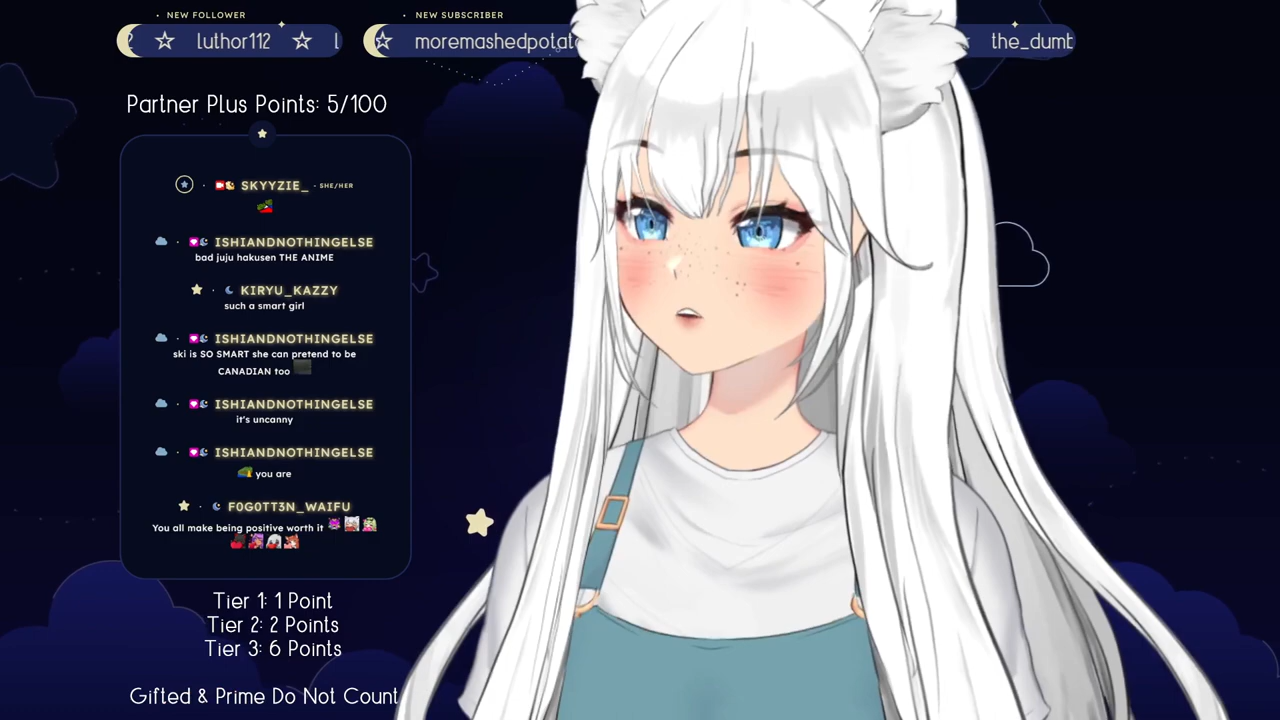 NEW FOLLOWER
NEW SUBSCRIBER
luthor112
moremashedpotat
the_dumt
Partner Plus Points: 5/100
SKYYZIE_ - SHE/HER
ISHIANDNOTHINGELSE
bad juju hakusen THE ANIME
KIRYU_KAZZY
such a smart girl
ISHIANDNOTHINGELSE
ski is SO SMART she can pretend to be
CANADIAN too
ISHIANDNOTHINGELSE
it's uncanny
ISHIANDNOTHINGELSE
you are
F0G0TT3N_WAIFU
You all make being positive worth it
Tier 1: 1 Point
Tier 2: 2 Points
Tier 3: 6 Points
Gifted & Prime Do Not Count